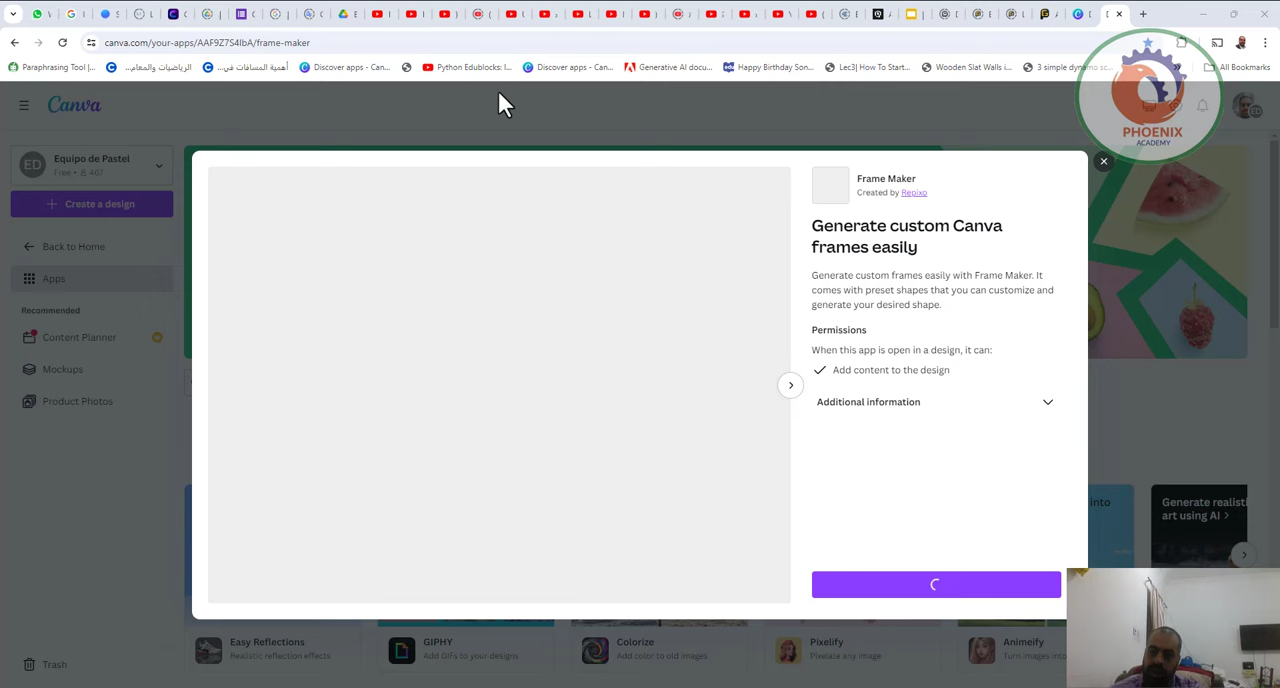 canva.com/your-apps/AAF9Z7S4lbA/frame-maker
Paraphrasing Tool |...
الرياضيات والمعام...
أهمية المسافات في...
Discover apps - Can...
Python Edublocks: I...
Discover apps - Can...
Generative AI docu...
Happy Birthday Son...
Lec3| How To Start...
Wooden Slat Walls i...
3 simple dynamo sc...
All Bookmarks
Canva
PHOENIX
ACADEMY
ED
Equipo de Pastel
Free • 467
ED
Create a design
Back to Home
Apps
Recommended
Content Planner
Mockups
Product Photos
Trash
Frame Maker
Created by Repixo
Generate custom Canva
frames easily
Generate custom frames easily with Frame Maker. It
comes with preset shapes that you can customize and
generate your desired shape.
Permissions
When this app is open in a design, it can:
Add content to the design
Additional information
into
Generate realisti
art using AI
Easy Reflections
Realistic reflection effects
GIPHY
Add GIFs to your designs
Colorize
Add color to old images
Pixelify
Pixelate any image
Animeify
Turn images into